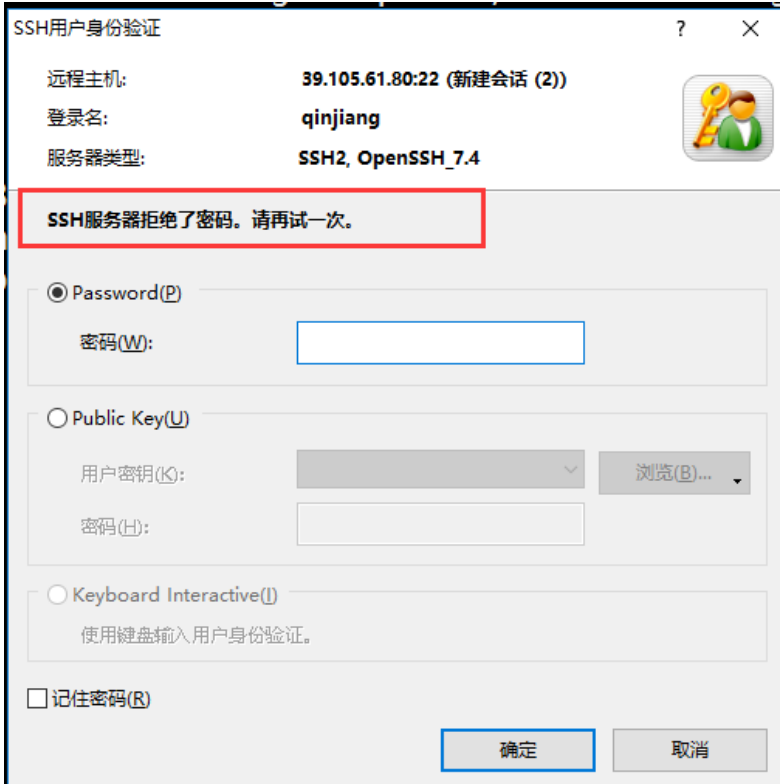 SSH用户身份验证
远程主机: 39.105.61.80:22 (新建会话 (2))
登录名: qinjiang
服务器类型: SSH2, OpenSSH_7.4
SSH服务器拒绝了密码。请再试一次。
Password(P)
密码(W):
Public Key(U)
用户密钥(K): 浏览(B)...
密码(H):
Keyboard Interactive(I)
使用键盘输入用户身份验证。
记住密码(R)
确定 取消